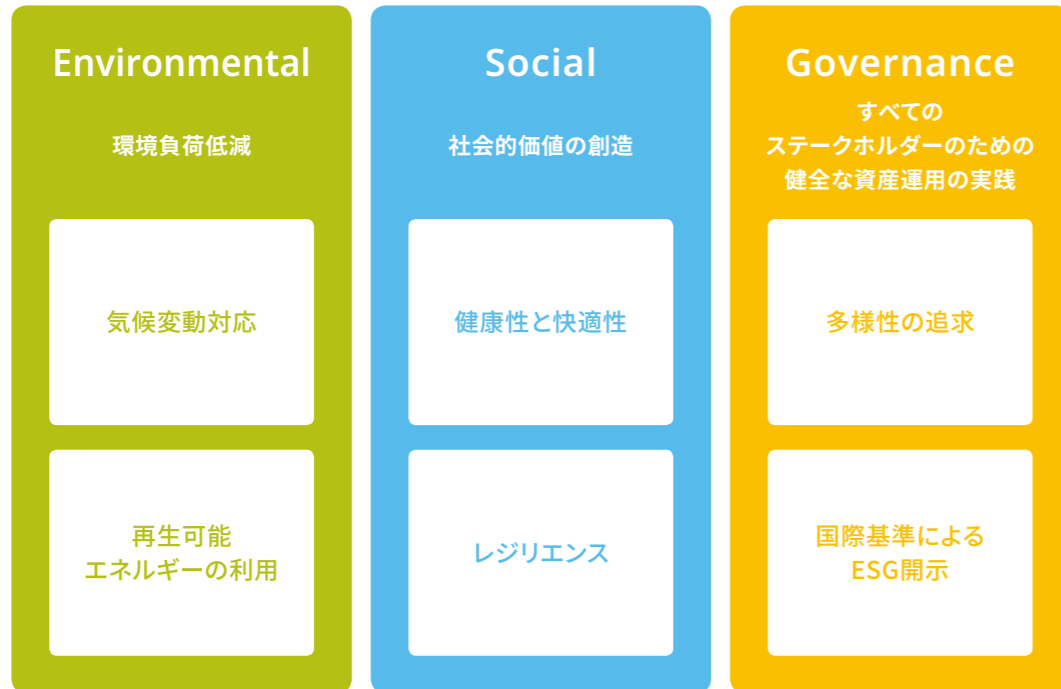 Environmental
環境負荷低減
気候変動対応
再生可能
エネルギーの利用
Social
社会的価値の創造
健康性と快適性
レジリエンス
Governance
すべての
ステークホルダーのための
健全な資産運用の実践
多様性の追求
国際基準による
ESG開示